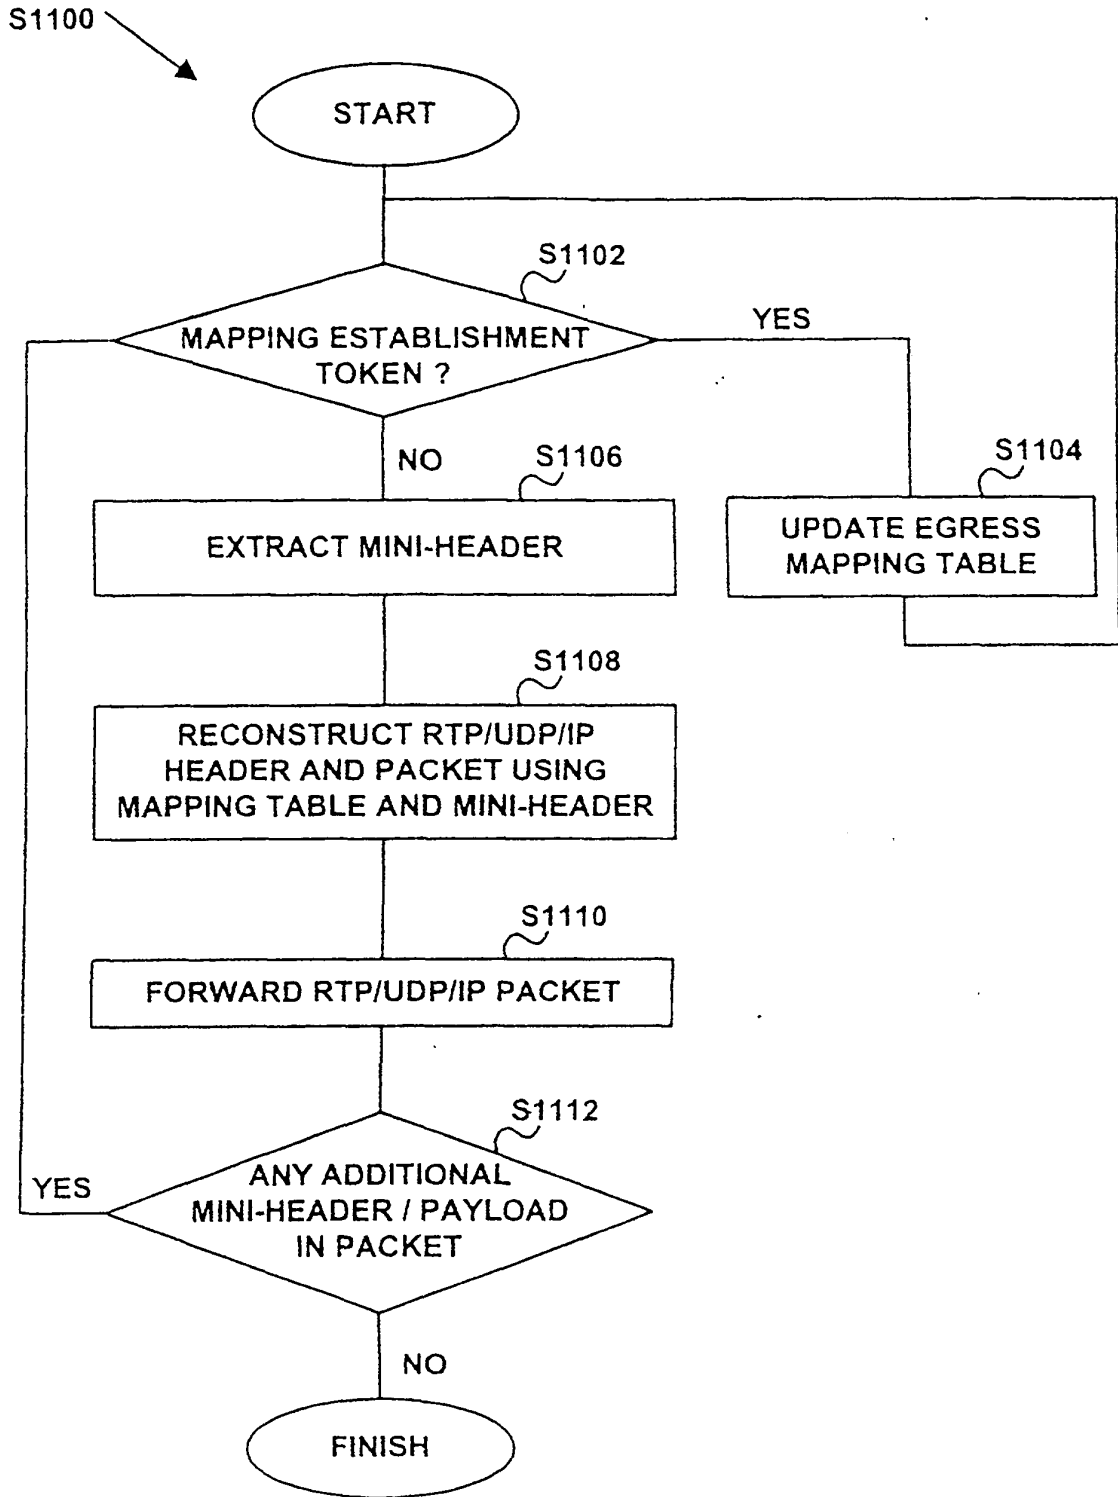 S1100
START
S1102
MAPPING ESTABLISHMENT
TOKEN ?
YES
NO
S1106
EXTRACT MINI-HEADER
S1104
UPDATE EGRESS
MAPPING TABLE
S1108
RECONSTRUCT RTP/UDP/IP
HEADER AND PACKET USING
MAPPING TABLE AND MINI-HEADER
S1110
FORWARD RTP/UDP/IP PACKET
S1112
ANY ADDITIONAL
MINI-HEADER / PAYLOAD
IN PACKET
YES
NO
FINISH